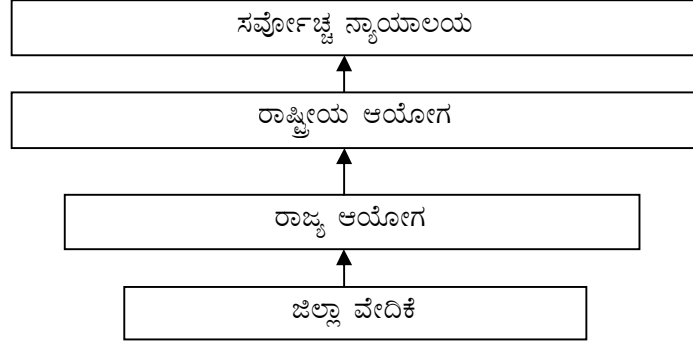 ಸರ್ವೋಚ್ಚ ನ್ಯಾಯಾಲಯ
ರಾಷ್ಟ್ರೀಯ ಆಯೋಗ
ರಾಜ್ಯ ಆಯೋಗ
ಜಿಲ್ಲಾ ವೇದಿಕೆ